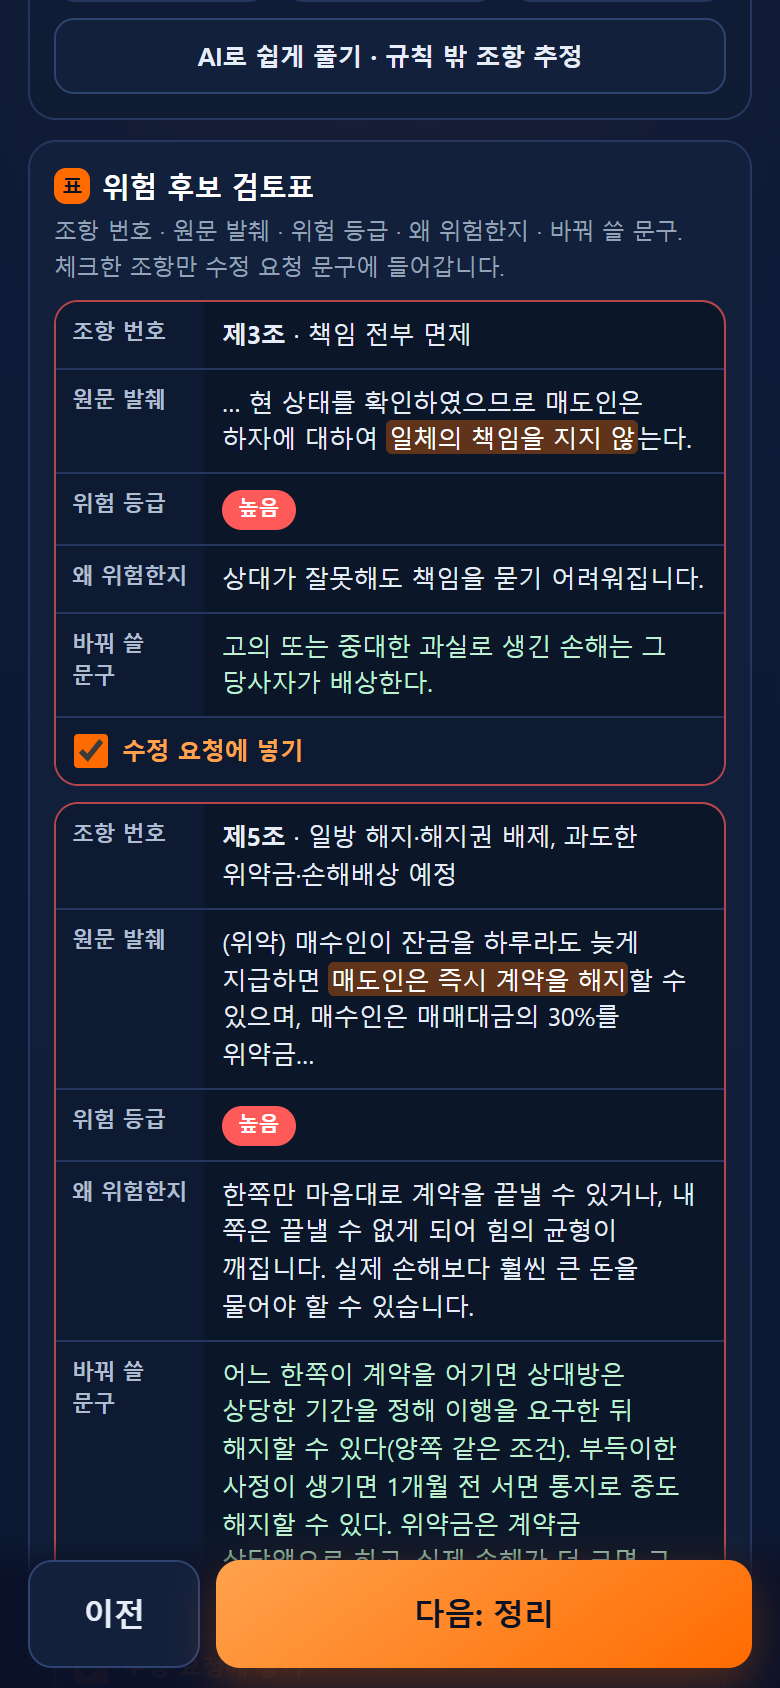 AI로 쉽게 풀기 · 규칙 밖 조항 추정
표 위험 후보 검토표
조항 번호 · 원문 발췌 · 위험 등급 · 왜 위험한지 · 바꿔 쓸 문구.
체크한 조항만 수정 요청 문구에 들어갑니다.
조항 번호
제3조 · 책임 전부 면제
원문 발췌
... 현 상태를 확인하였으므로 매도인은
하자에 대하여 일체의 책임을 지지 않는다.
위험 등급
높음
왜 위험한지
상대가 잘못해도 책임을 묻기 어려워집니다.
바꿔 쓸
문구
고의 또는 중대한 과실로 생긴 손해는 그
당사자가 배상한다.
수정 요청에 넣기
조항 번호
제5조 · 일방 해지·해지권 배제, 과도한
위약금·손해배상 예정
원문 발췌
(위약) 매수인이 잔금을 하루라도 늦게
지급하면 매도인은 즉시 계약을 해지할 수
있으며, 매수인은 매매대금의 30%를
위약금...
위험 등급
높음
왜 위험한지
한쪽만 마음대로 계약을 끝낼 수 있거나, 내
쪽은 끝낼 수 없게 되어 힘의 균형이
깨집니다. 실제 손해보다 훨씬 큰 돈을
물어야 할 수 있습니다.
바꿔 쓸
문구
어느 한쪽이 계약을 어기면 상대방은
상당한 기간을 정해 이행을 요구한 뒤
해지할 수 있다(양쪽 같은 조건). 부득이한
사정이 생기면 1개월 전 서면 통지로 중도
해지할 수 있다. 위약금은 계약금
이전
다음: 정리